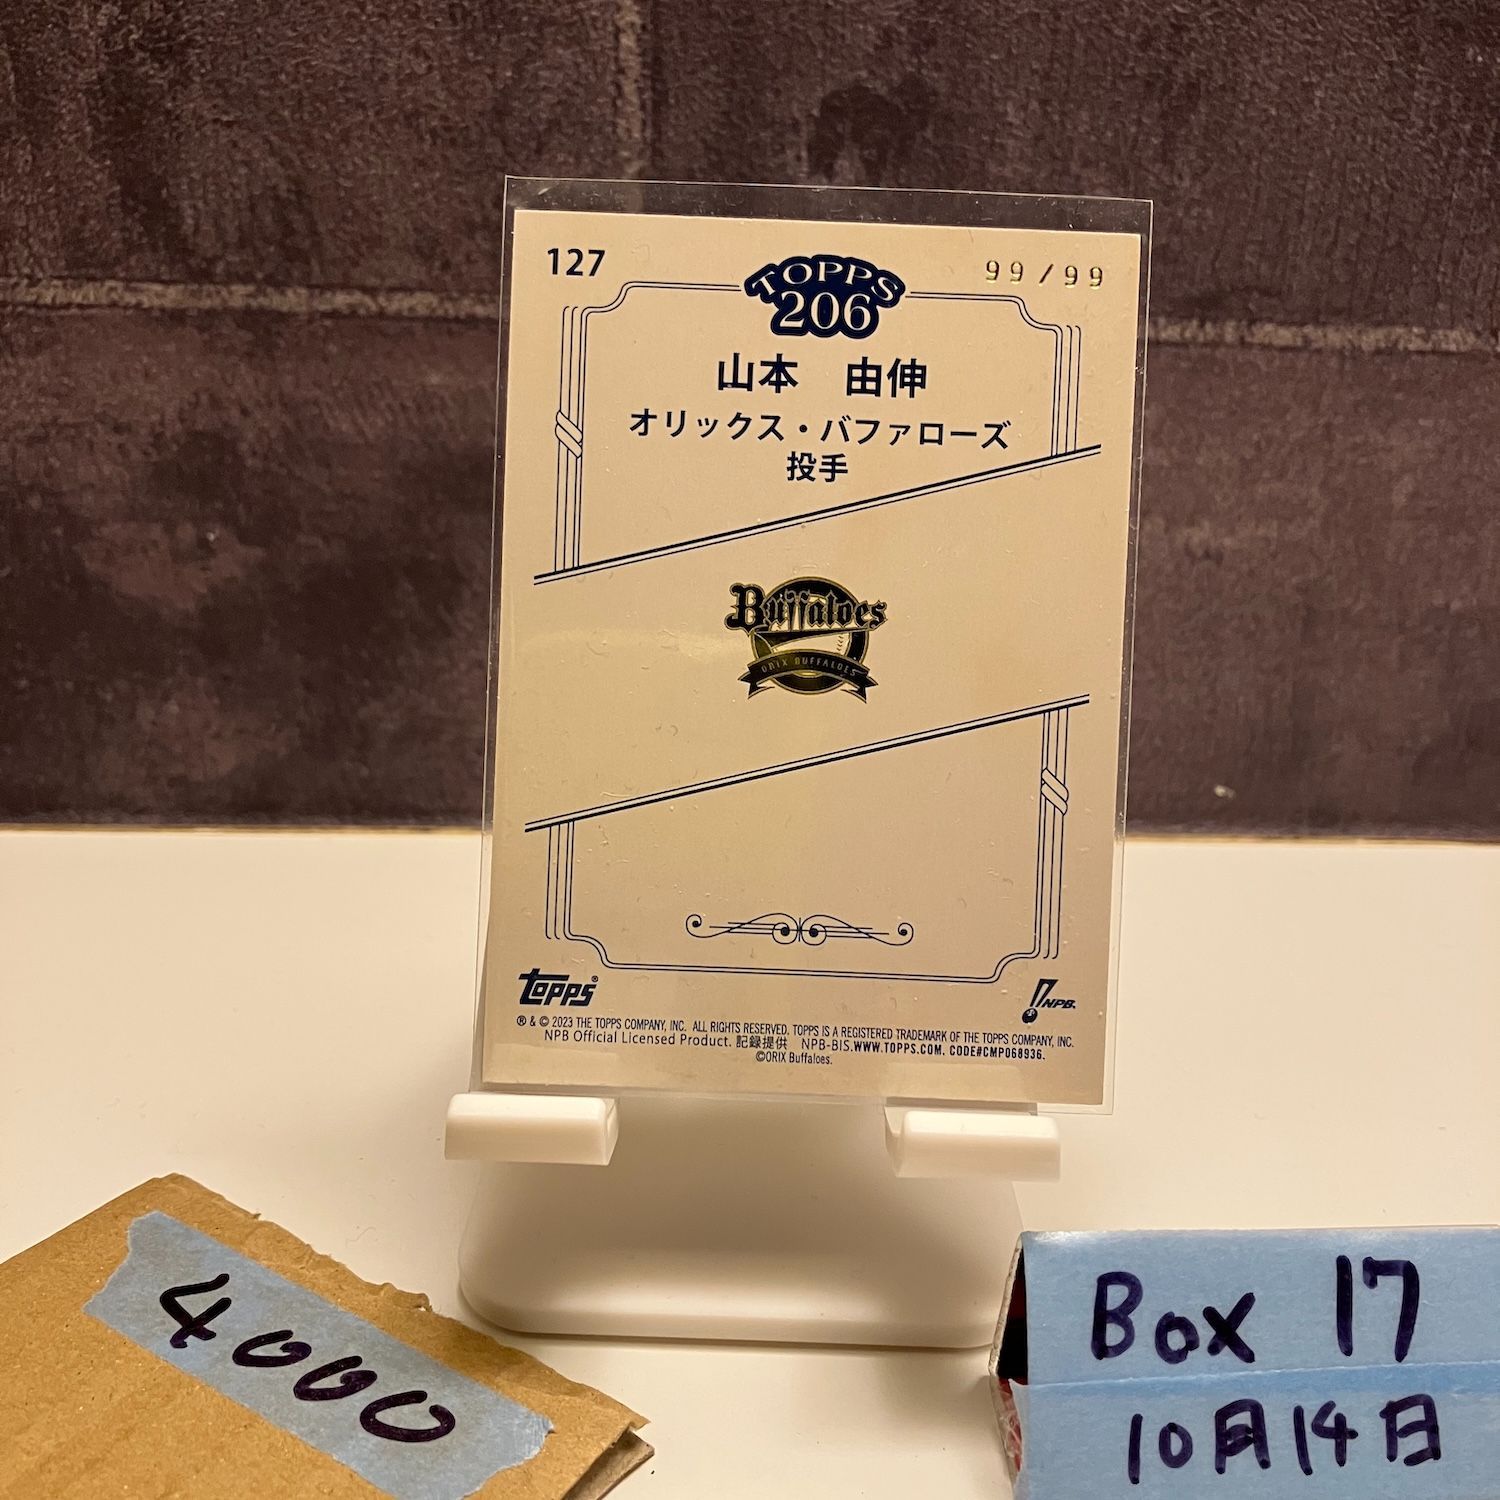 127
99/99
TOPPS
206
山本 由伸
オリックス・バファローズ
投手
Buffaloes
ORIX BUFFALOES
TOPPS®
NPB.
® & © 2023 THE TOPPS COMPANY, INC. ALL RIGHTS RESERVED. TOPPS IS A REGISTERED TRADEMARK OF THE TOPPS COMPANY, INC.
NPB Official Licensed Product. 記録提供 NPB-BIS.WWW.TOPPS.COM. CODE#CMP068936.
©ORIX Buffaloes.
4000
Box 17
10月14日